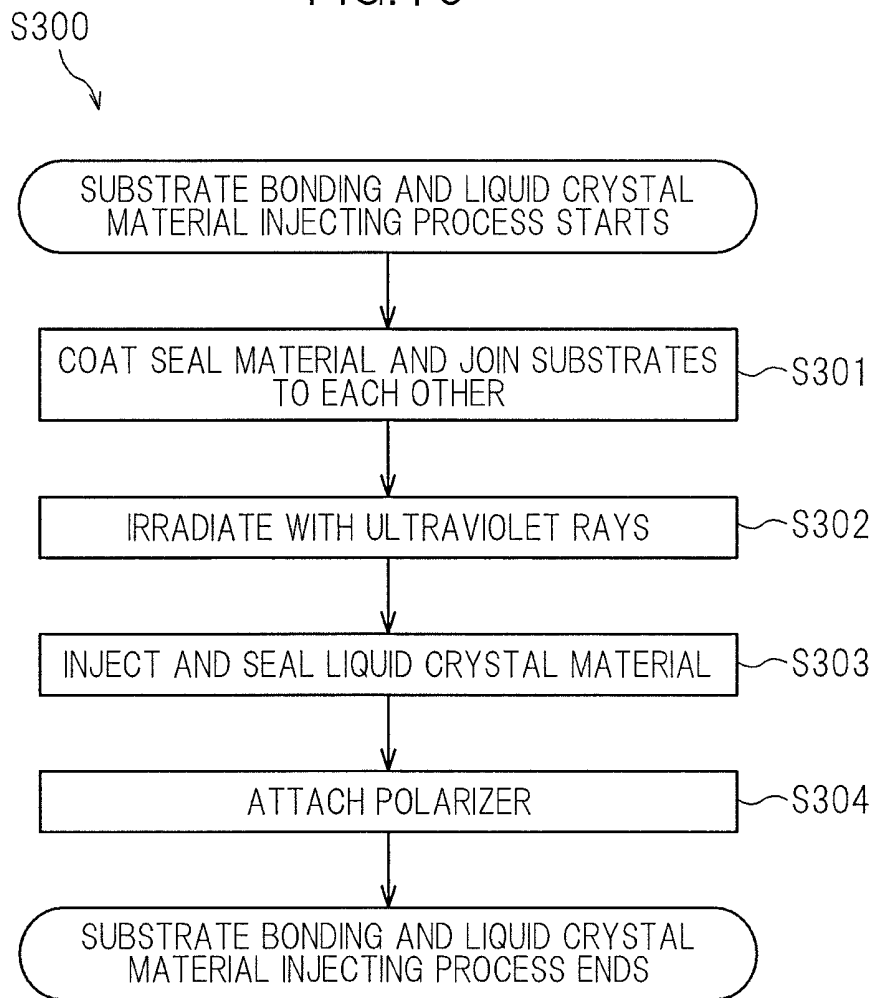 S300
SUBSTRATE BONDING AND LIQUID CRYSTAL
MATERIAL INJECTING PROCESS STARTS
COAT SEAL MATERIAL AND JOIN SUBSTRATES
TO EACH OTHER
S301
IRRADIATE WITH ULTRAVIOLET RAYS
S302
INJECT AND SEAL LIQUID CRYSTAL MATERIAL
S303
ATTACH POLARIZER
S304
SUBSTRATE BONDING AND LIQUID CRYSTAL
MATERIAL INJECTING PROCESS ENDS